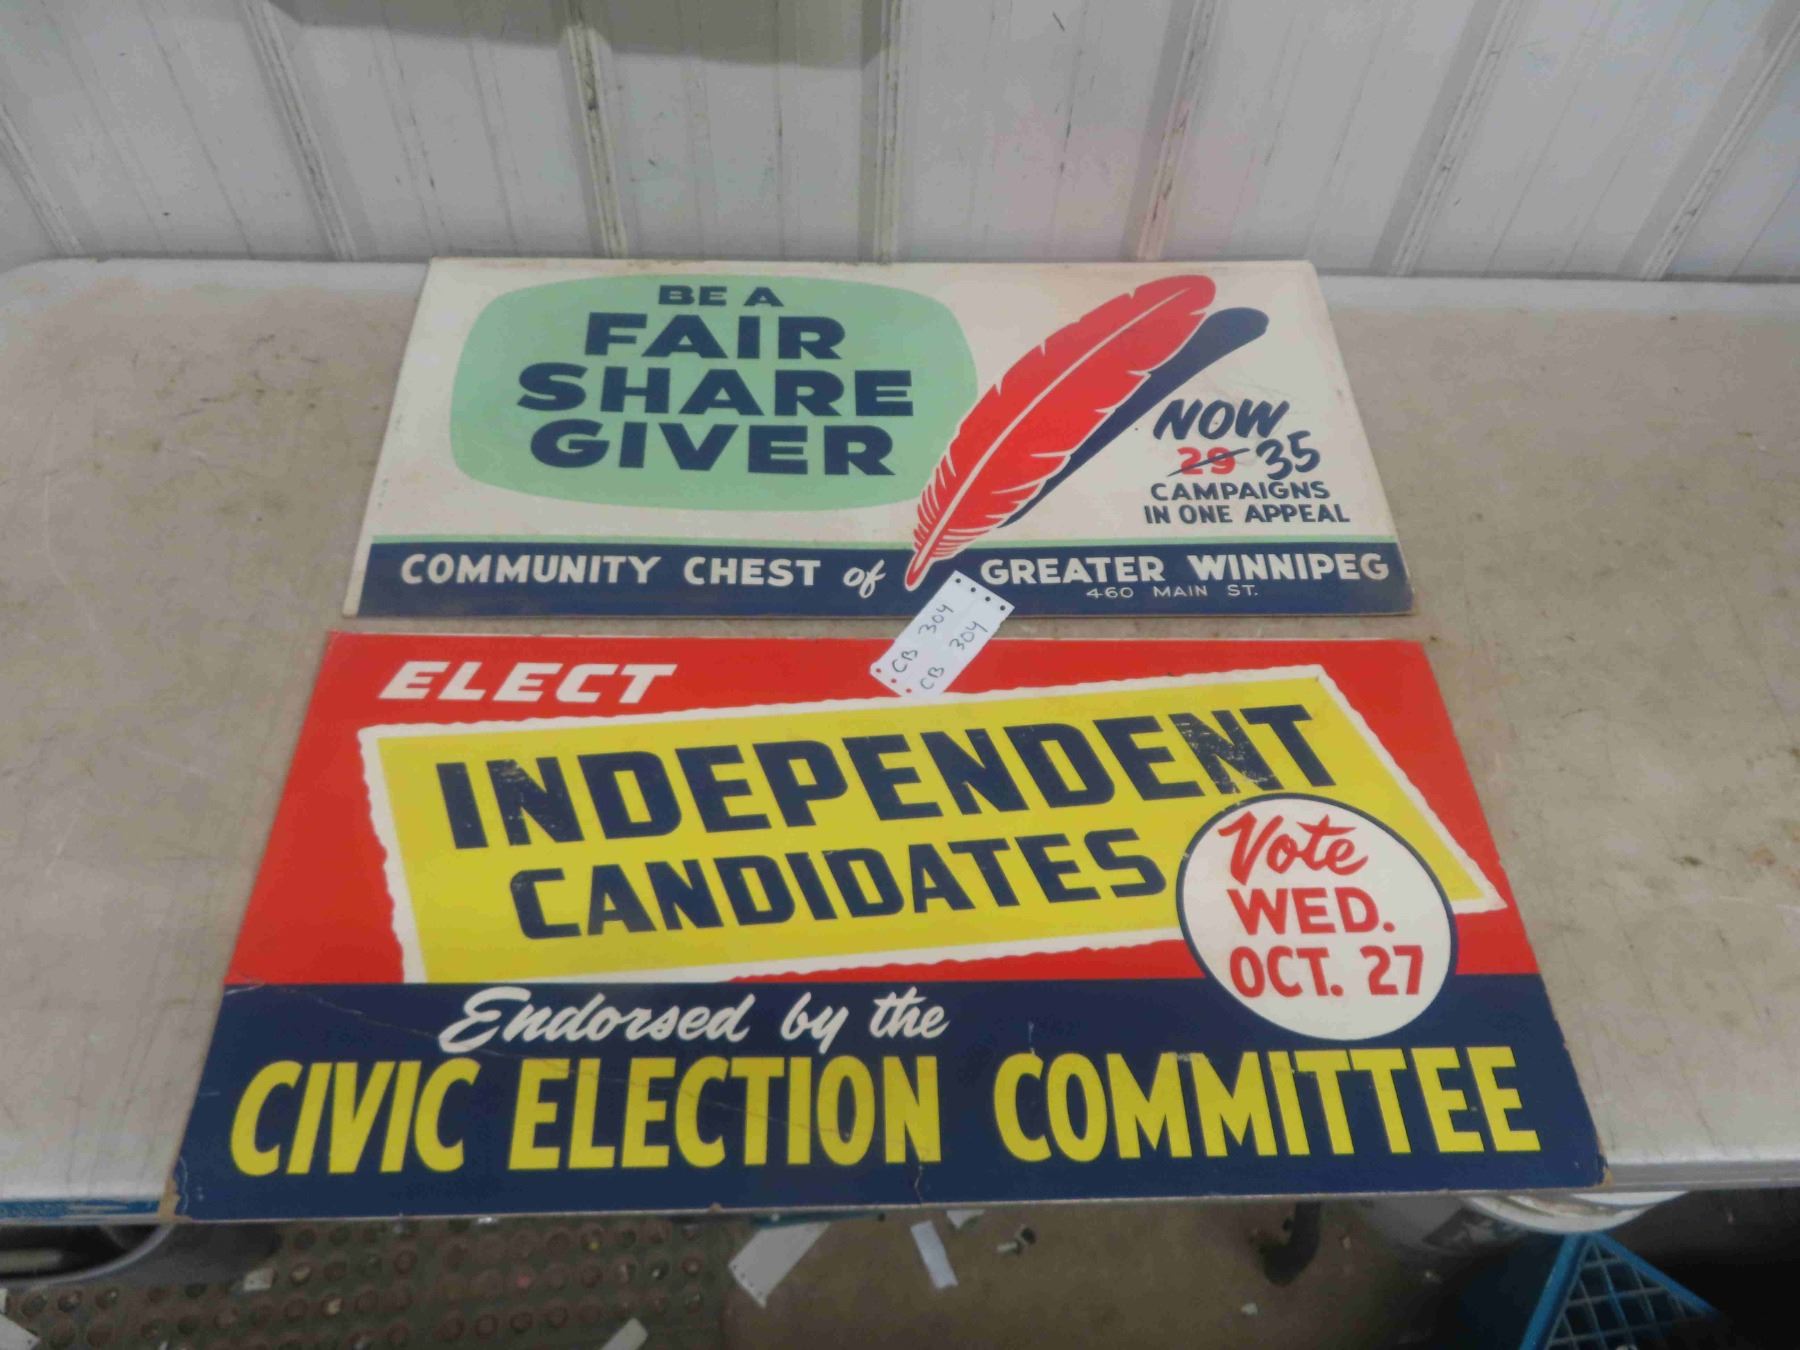 BE A
FAIR
SHARE
GIVER
NOW
29 35
CAMPAIGNS
IN ONE APPEAL
COMMUNITY CHEST of GREATER WINNIPEG
460 MAIN ST.
CB 304
CB 304
ELECT
INDEPENDENT
CANDIDATES
Vote
WED.
OCT. 27
Endorsed by the
CIVIC ELECTION COMMITTEE